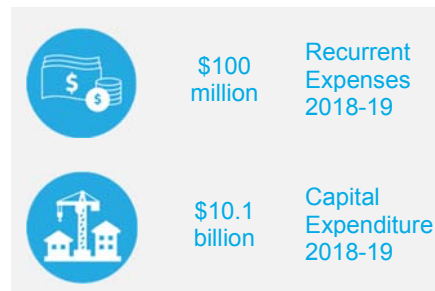 $100
million
Recurrent
Expenses
2018-19
$10.1
billion
Capital
Expenditure
2018-19
$
$